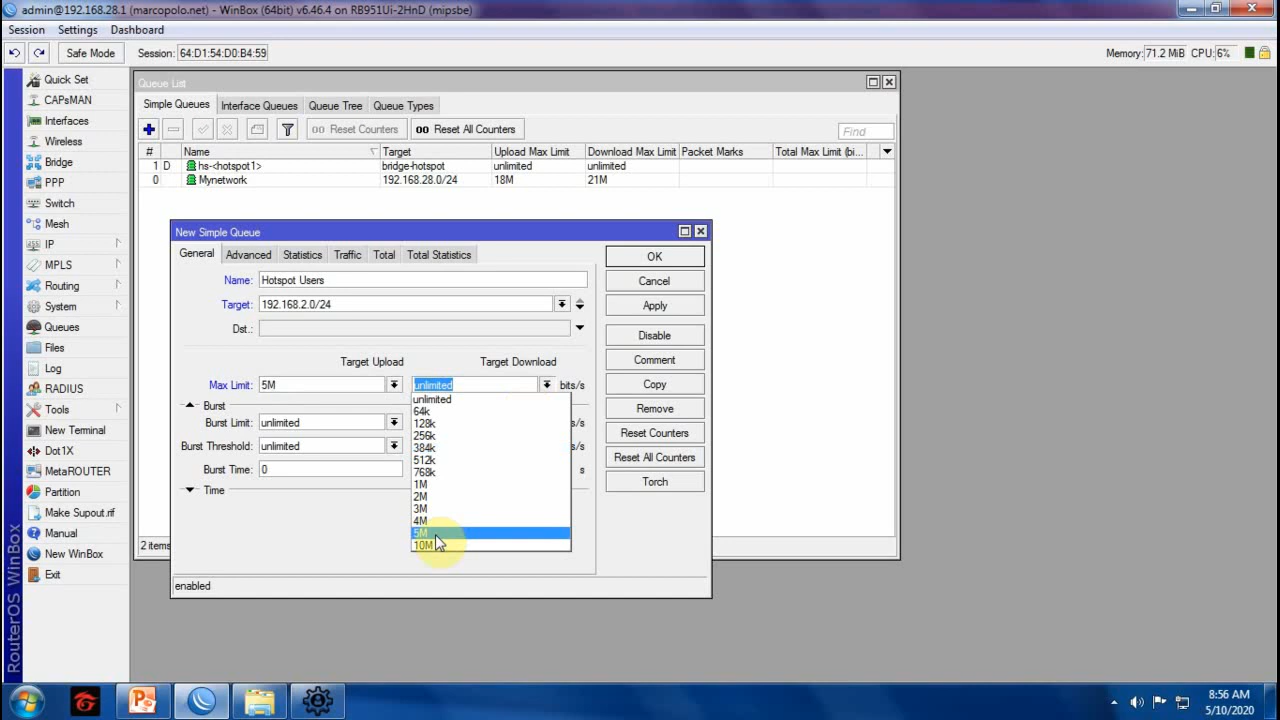 admin@192.168.28.1 (marcopolo.net) - WinBox (64bit) v6.46.4 on RB951Ui-2HnD (mipsbe)
Session Settings Dashboard
Safe Mode Session: 64:D1:54:D0:B4:59 Memory: 71.2 MiB CPU: 6%
Quick Set
CAPsMAN
Interfaces
Wireless
Bridge
PPP
Switch
Mesh
IP
MPLS
Routing
System
Queues
Files
Log
RADIUS
Tools
New Terminal
Dot1X
MetaROUTER
Partition
Make Supout.rif
Manual
New WinBox
Exit
RouterOS WinBox
Queue List
Simple Queues Interface Queues Queue Tree Queue Types
00 Reset Counters 00 Reset All Counters Find
# Name Target Upload Max Limit Download Max Limit Packet Marks Total Max Limit (bi...
1 D hs-<hotspot1> bridge-hotspot unlimited unlimited
0 Mynetwork 192.168.28.0/24 18M 21M
2 items
New Simple Queue
General Advanced Statistics Traffic Total Total Statistics
Name: Hotspot Users
Target: 192.168.2.0/24
Dst.:
Target Upload Target Download
Max Limit: 5M unlimited bits/s
Burst
Burst Limit: unlimited s/s
Burst Threshold: unlimited s/s
Burst Time: 0 s
Time
unlimited
64k
128k
256k
384k
512k
768k
1M
2M
3M
4M
5M
10M
OK
Cancel
Apply
Disable
Comment
Copy
Remove
Reset Counters
Reset All Counters
Torch
enabled
8:56 AM
5/10/2020